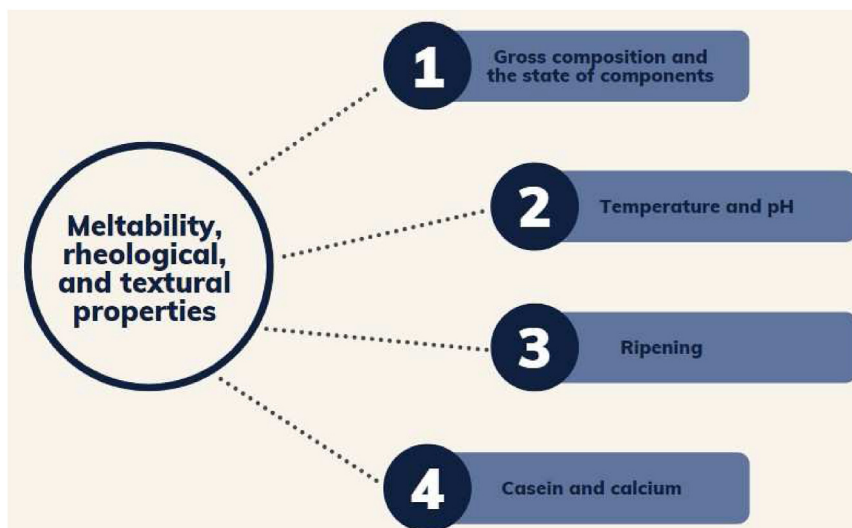 Meltability,
rheological,
and textural
properties
1
Gross composition and
the state of components
2
Temperature and pH
3
Ripening
4
Casein and calcium